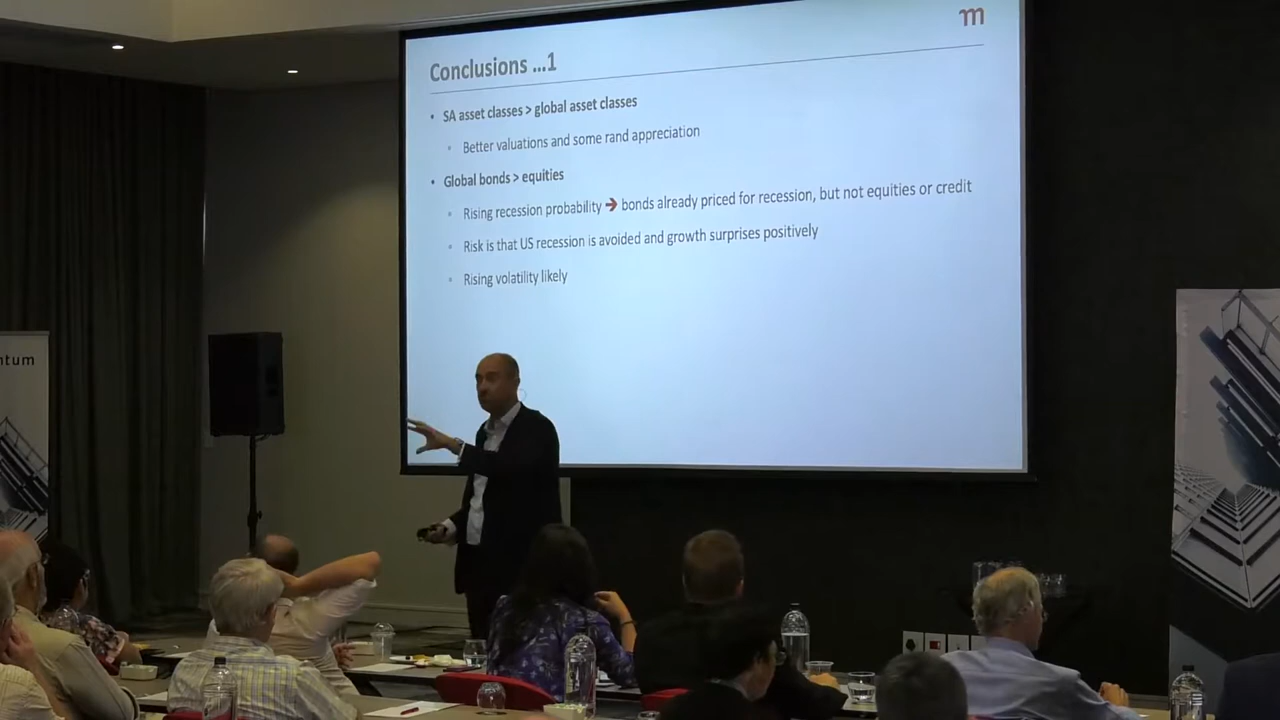 m
Conclusions ...1
• SA asset classes > global asset classes
• Better valuations and some rand appreciation
• Global bonds > equities
• Rising recession probability ➔ bonds already priced for recession, but not equities or credit
• Risk is that US recession is avoided and growth surprises positively
• Rising volatility likely
ntum